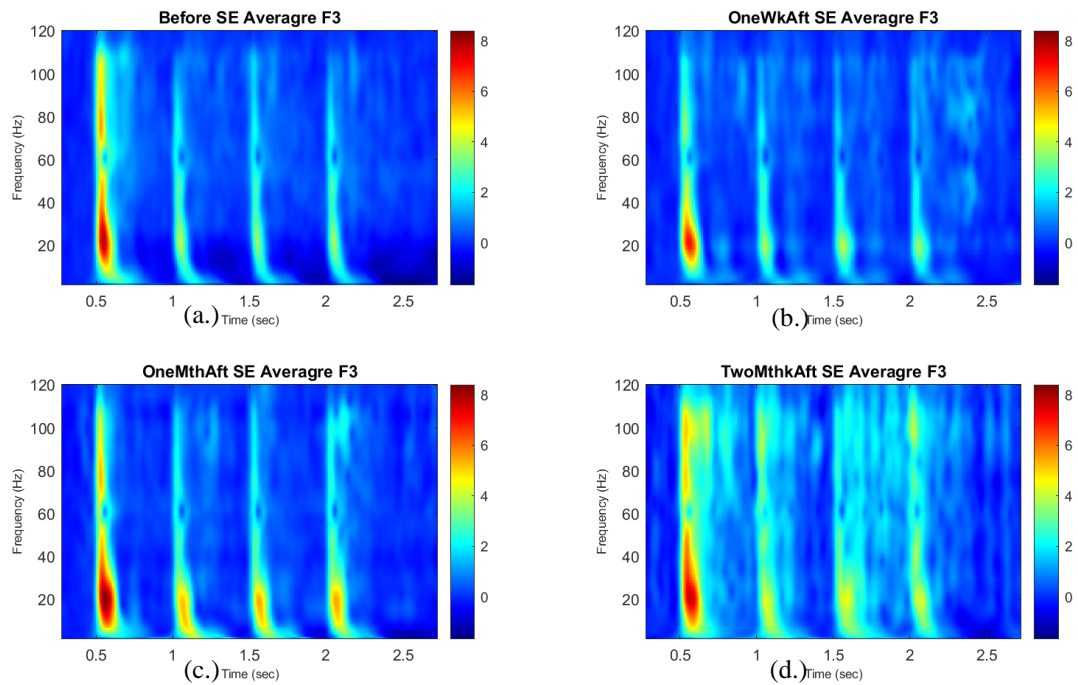 Before SE Averagre F3
120
100
80
60
40
20
Frequency (Hz)
0.5 1 1.5 2 2.5
Time (sec)
(a.)
8
6
4
2
0
OneWkAft SE Averagre F3
120
100
80
60
40
20
Frequency (Hz)
0.5 1 1.5 2 2.5
Time (sec)
(b.)
8
6
4
2
0
OneMthAft SE Averagre F3
120
100
80
60
40
20
Frequency (Hz)
0.5 1 1.5 2 2.5
Time (sec)
(c.)
8
6
4
2
0
TwoMthkAft SE Averagre F3
120
100
80
60
40
20
Frequency (Hz)
0.5 1 1.5 2 2.5
Time (sec)
(d.)
8
6
4
2
0